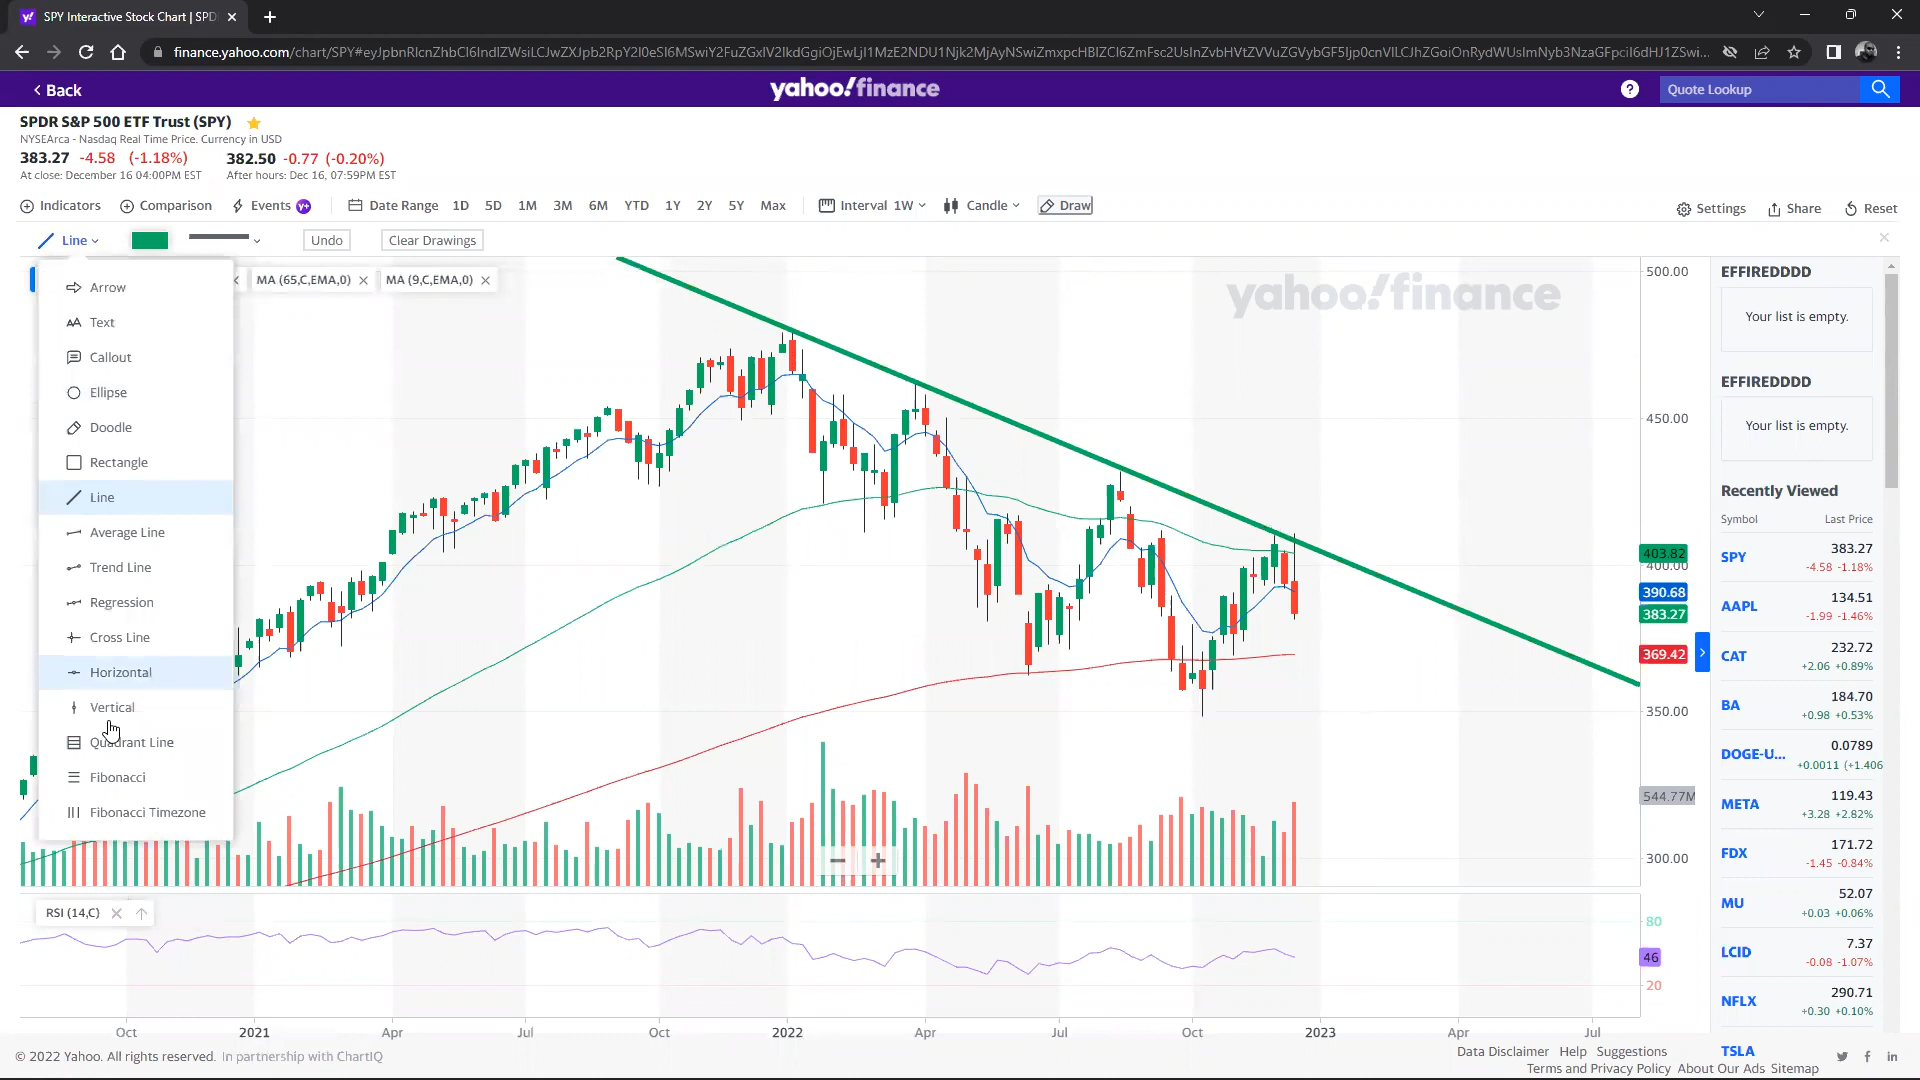 SPY Interactive Stock Chart | SPD
finance.yahoo.com/chart/SPY#
Back
yahoo!finance
Quote Lookup
SPDR S&P 500 ETF Trust (SPY)
NYSEArca - Nasdaq Real Time Price. Currency in USD
383.27 -4.58 (-1.18%) 382.50 -0.77 (-0.20%)
At close: December 16 04:00PM EST After hours: Dec 16, 07:59PM EST
Indicators Comparison Events Y+ Date Range 1D 5D 1M 3M 6M YTD 1Y 2Y 5Y Max Interval 1W Candle Draw Settings Share Reset
Line Undo Clear Drawings
MA (65,C,EMA,0) MA (9,C,EMA,0)
Arrow
Text
Callout
Ellipse
Doodle
Rectangle
Line
Average Line
Trend Line
Regression
Cross Line
Horizontal
Vertical
Quadrant Line
Fibonacci
Fibonacci Timezone
yahoo!finance
500.00
450.00
403.82
400.00
390.68
383.27
369.42
350.00
544.77M
300.00
RSI (14,C)
80
46
20
Oct 2021 Apr Jul Oct 2022 Apr Jul Oct 2023 Apr Jul
EFFIREDDDD
Your list is empty.
EFFIREDDDD
Your list is empty.
Recently Viewed
Symbol Last Price
SPY 383.27
-4.58 -1.18%
AAPL 134.51
-1.99 -1.46%
CAT 232.72
+2.06 +0.89%
BA 184.70
+0.98 +0.53%
DOGE-U... 0.0789
+0.0011 (+1.406
META 119.43
+3.28 +2.82%
FDX 171.72
-1.45 -0.84%
MU 52.07
+0.03 +0.06%
LCID 7.37
-0.08 -1.07%
NFLX 290.71
+0.30 +0.10%
TSLA
© 2022 Yahoo. All rights reserved. In partnership with ChartIQ
Data Disclaimer Help Suggestions
Terms and Privacy Policy About Our Ads Sitemap